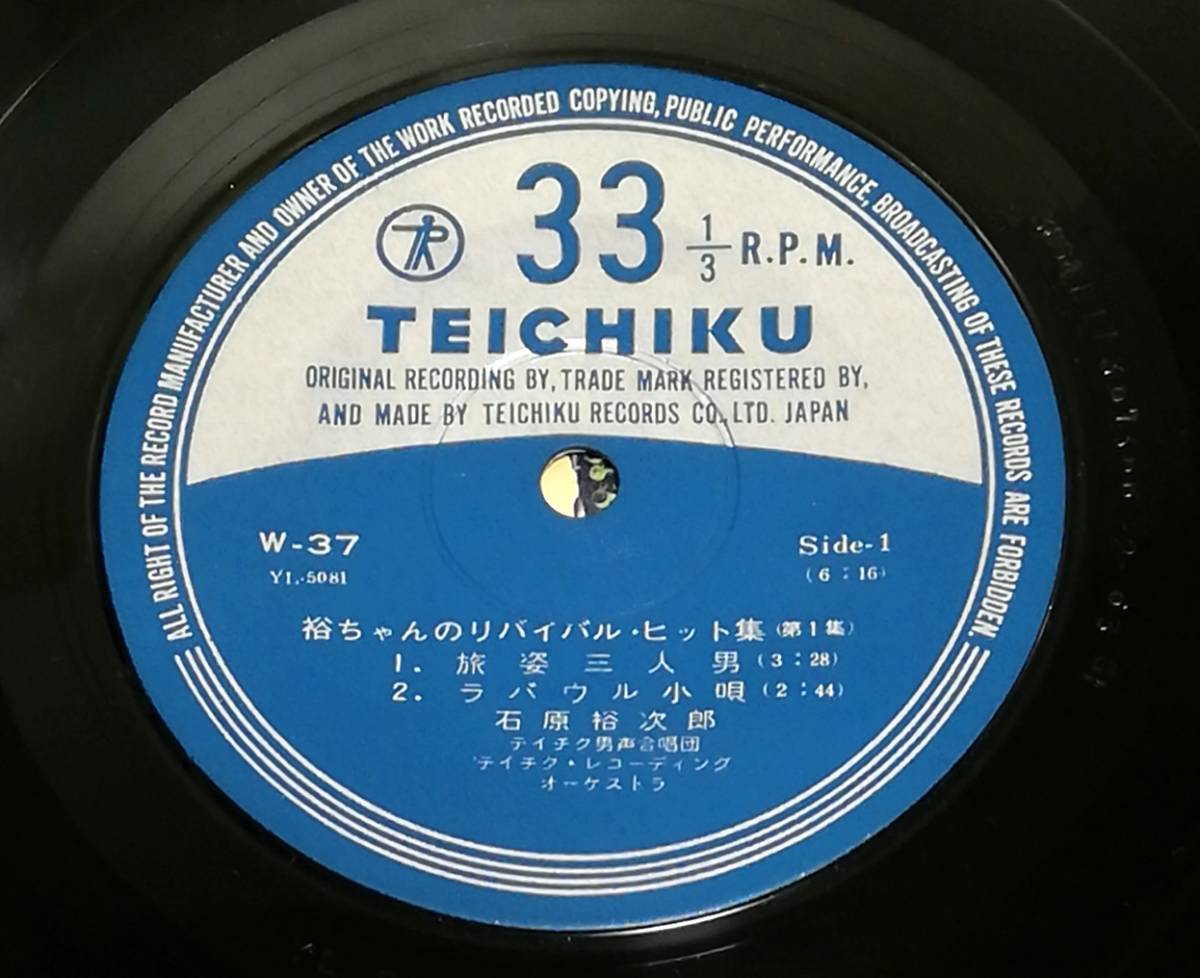 ALL RIGHT OF THE RECORD MANUFACTURER AND OWNER OF THE WORK RECORDED COPYING, PUBLIC PERFORMANCE, BROADCASTING OF THESE RECORDS ARE FORBIDDEN.
33 1/3 R.P.M.
TEICHIKU
ORIGINAL RECORDING BY, TRADE MARK REGISTERED BY,
AND MADE BY TEICHIKU RECORDS CO., LTD. JAPAN
W-37 Side-1
YL-5081 (6:16)
裕ちゃんのリバイバル・ヒット集(第1集)
1. 旅姿三人男(3:28)
2. ラバウル小唄(2:44)
石原裕次郎
テイチク男声合唱団
テイチク・レコーディング
オーケストラ